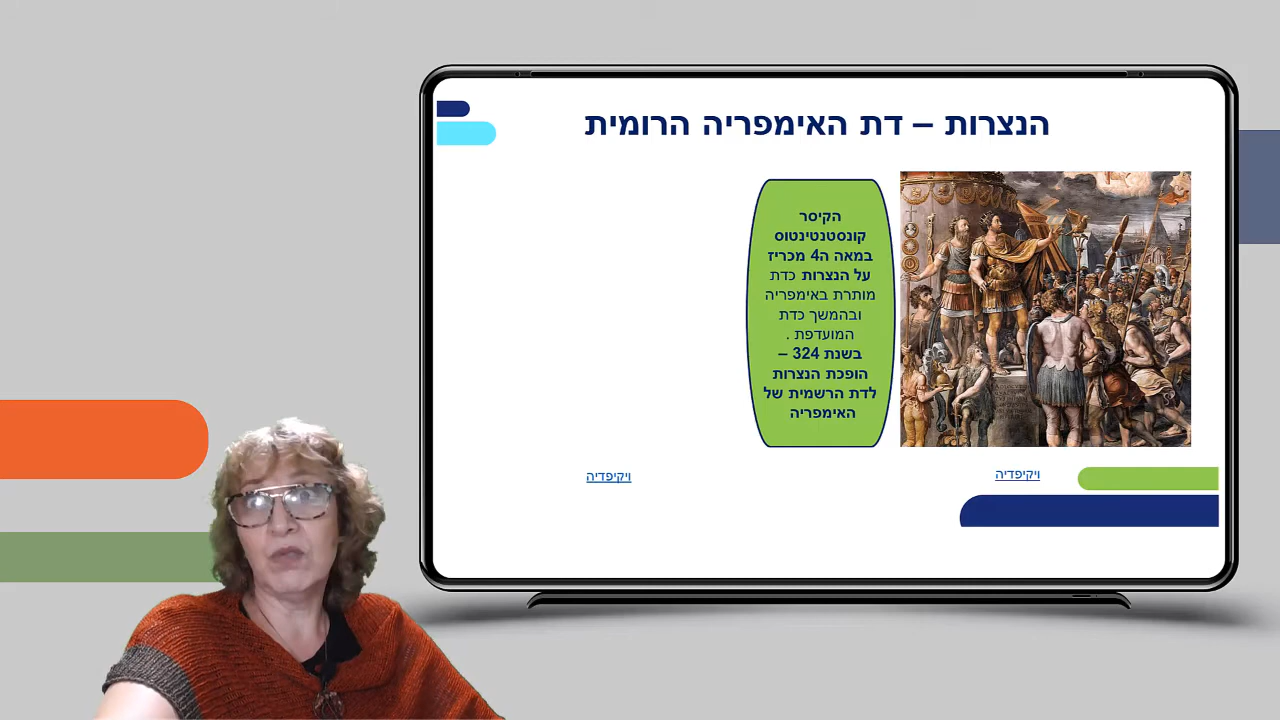 הנצרות – דת האימפריה הרומית
הקיסר
קונסטנטינטוס
במאה ה4 מכריז
על הנצרות כדת
מותרת באימפריה
ובהמשך כדת
המועדפת .
בשנת 324 –
הופכת הנצרות
לדת הרשמית של
האימפריה
ויקיפדיה
ויקיפדיה